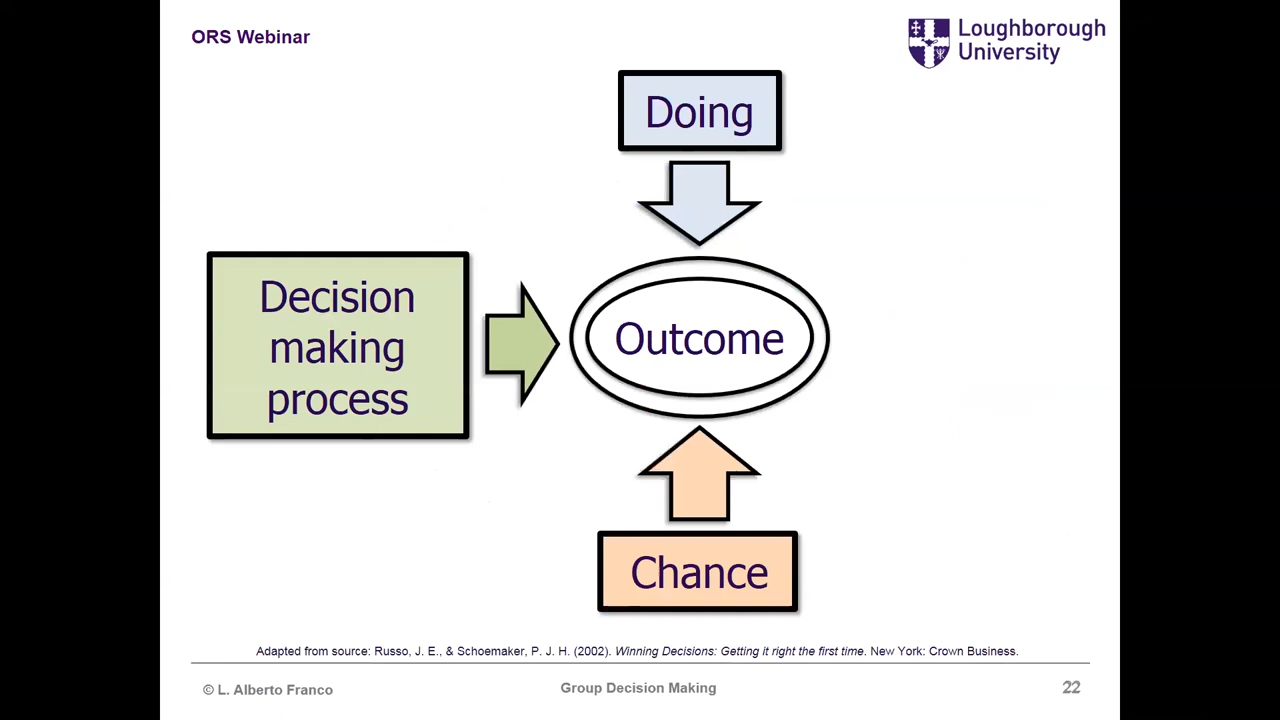 ORS Webinar
Loughborough
University
Doing
Decision
making
process
Outcome
Chance
Adapted from source: Russo, J. E., & Schoemaker, P. J. H. (2002). Winning Decisions: Getting it right the first time. New York: Crown Business.
© L. Alberto Franco
Group Decision Making
22